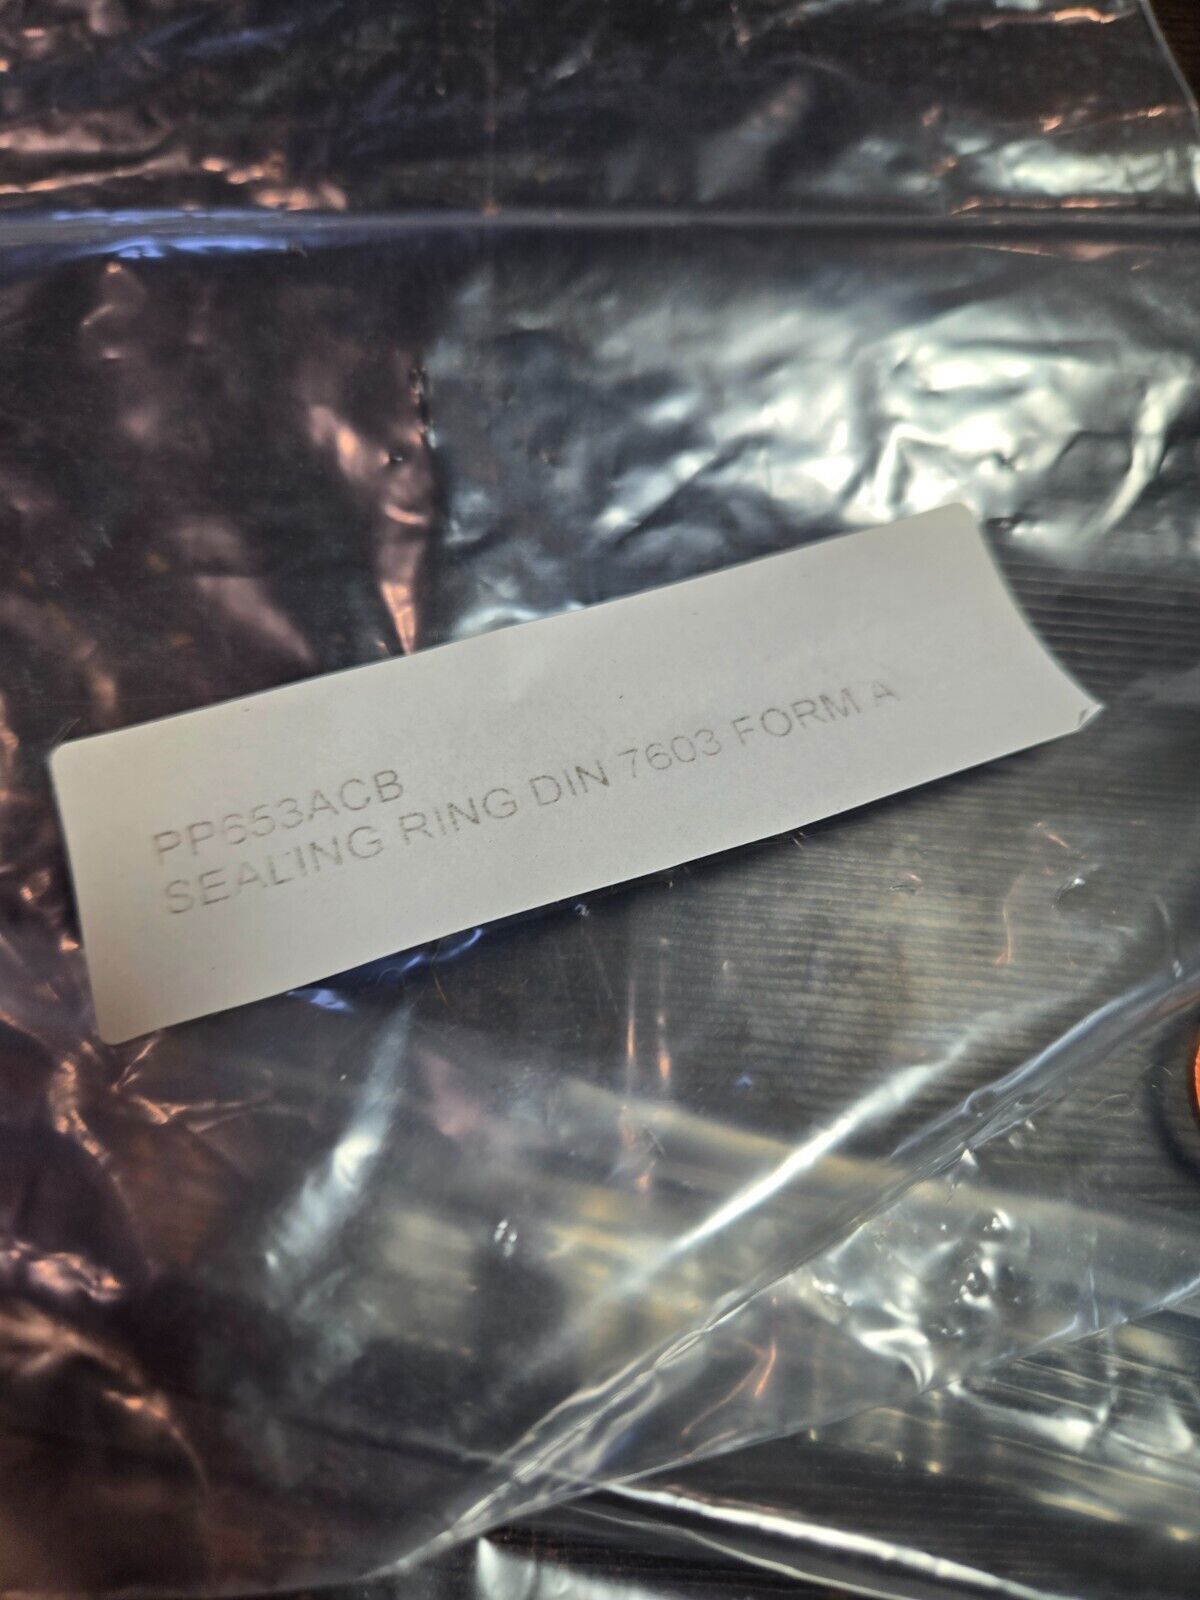 PP653ACB
SEALING RING DIN 7603 FORM A